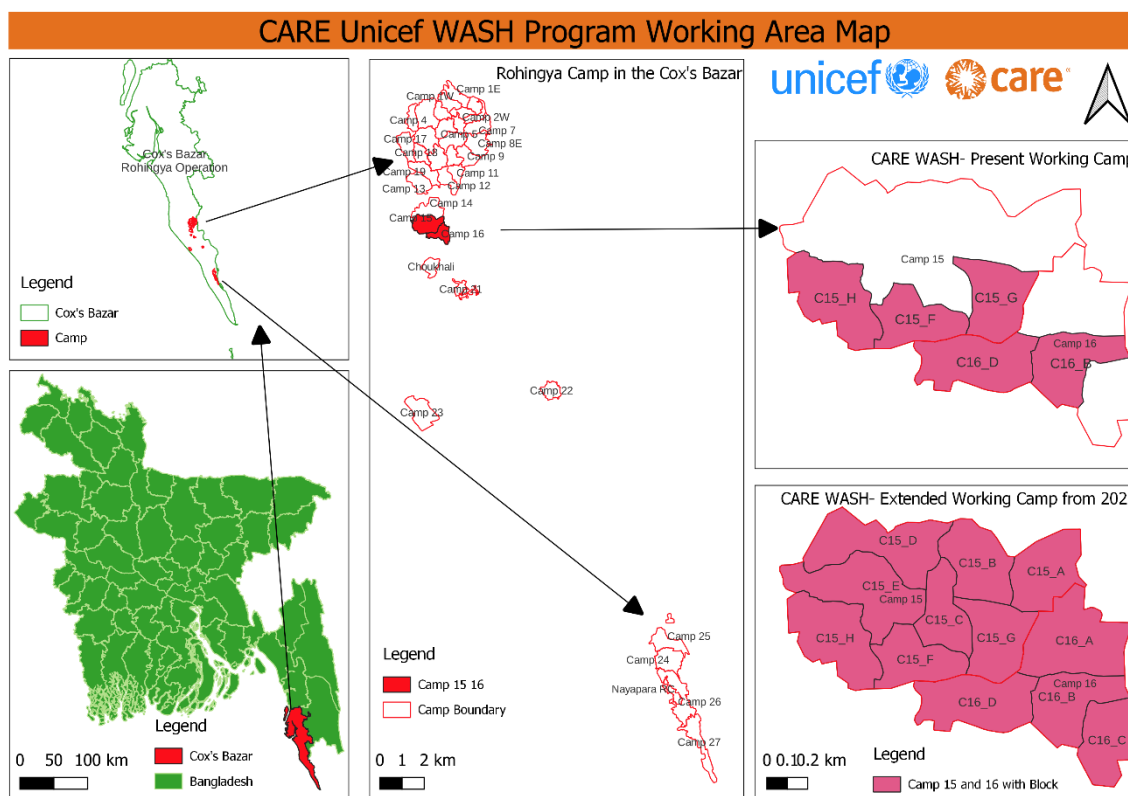 CARE Unicef WASH Program Working Area Map
Cox's Bazar
Rohingya Operation
Legend
Cox's Bazar
Camp
Legend
Cox's Bazar
Bangladesh
0 50 100 km
Rohingya Camp in the Cox's Bazar
Camp 1E
Camp 1W
Camp 2W
Camp 4
Camp 7
Camp 17
Camp 8E
Camp 18
Camp 9
Camp 19
Camp 11
Camp 13
Camp 12
Camp 14
Camp 15
Camp 16
Choukhali
Camp 21
Camp 22
Camp 23
Camp 25
Camp 24
Nayapara RC
Camp 26
Camp 27
Legend
Camp 15 16
Camp Boundary
0 1 2 km
unicef
care
CARE WASH- Present Working Camp
Camp 15
C15_H
C15_G
C15_F
Camp 16
C16_D
C16_B
CARE WASH- Extended Working Camp from 202
C15_D
C15_B
C15_A
C15_E
Camp 15
C15_C
C15_H
C15_G
C16_A
C15_F
Camp 16
C16_B
C16_D
C16_C
Legend
0 0.10.2 km
Camp 15 and 16 with Block